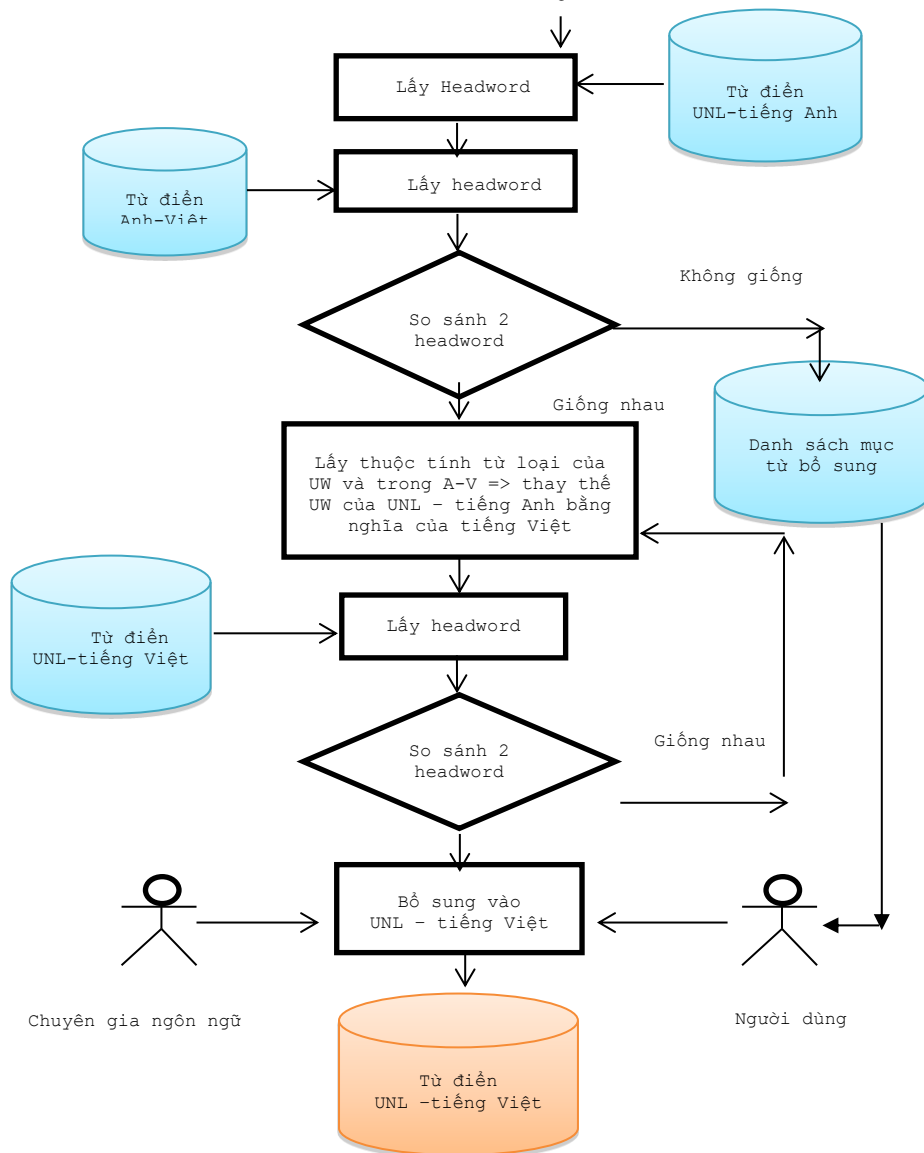 Lấy Headword
Từ điển
UNL-tiếng Anh
Từ điển
Anh-Việt
Lấy headword
Không giống
So sánh 2
headword
Giống nhau
Danh sách mục
từ bổ sung
Lấy thuộc tính từ loại của
UW và trong A-V => thay thế
UW của UNL – tiếng Anh bằng
nghĩa của tiếng Việt
Từ điển
UNL-tiếng Việt
Lấy headword
Giống nhau
So sánh 2
headword
Bổ sung vào
UNL – tiếng Việt
Chuyên gia ngôn ngữ
Người dùng
Từ điển
UNL –tiếng Việt